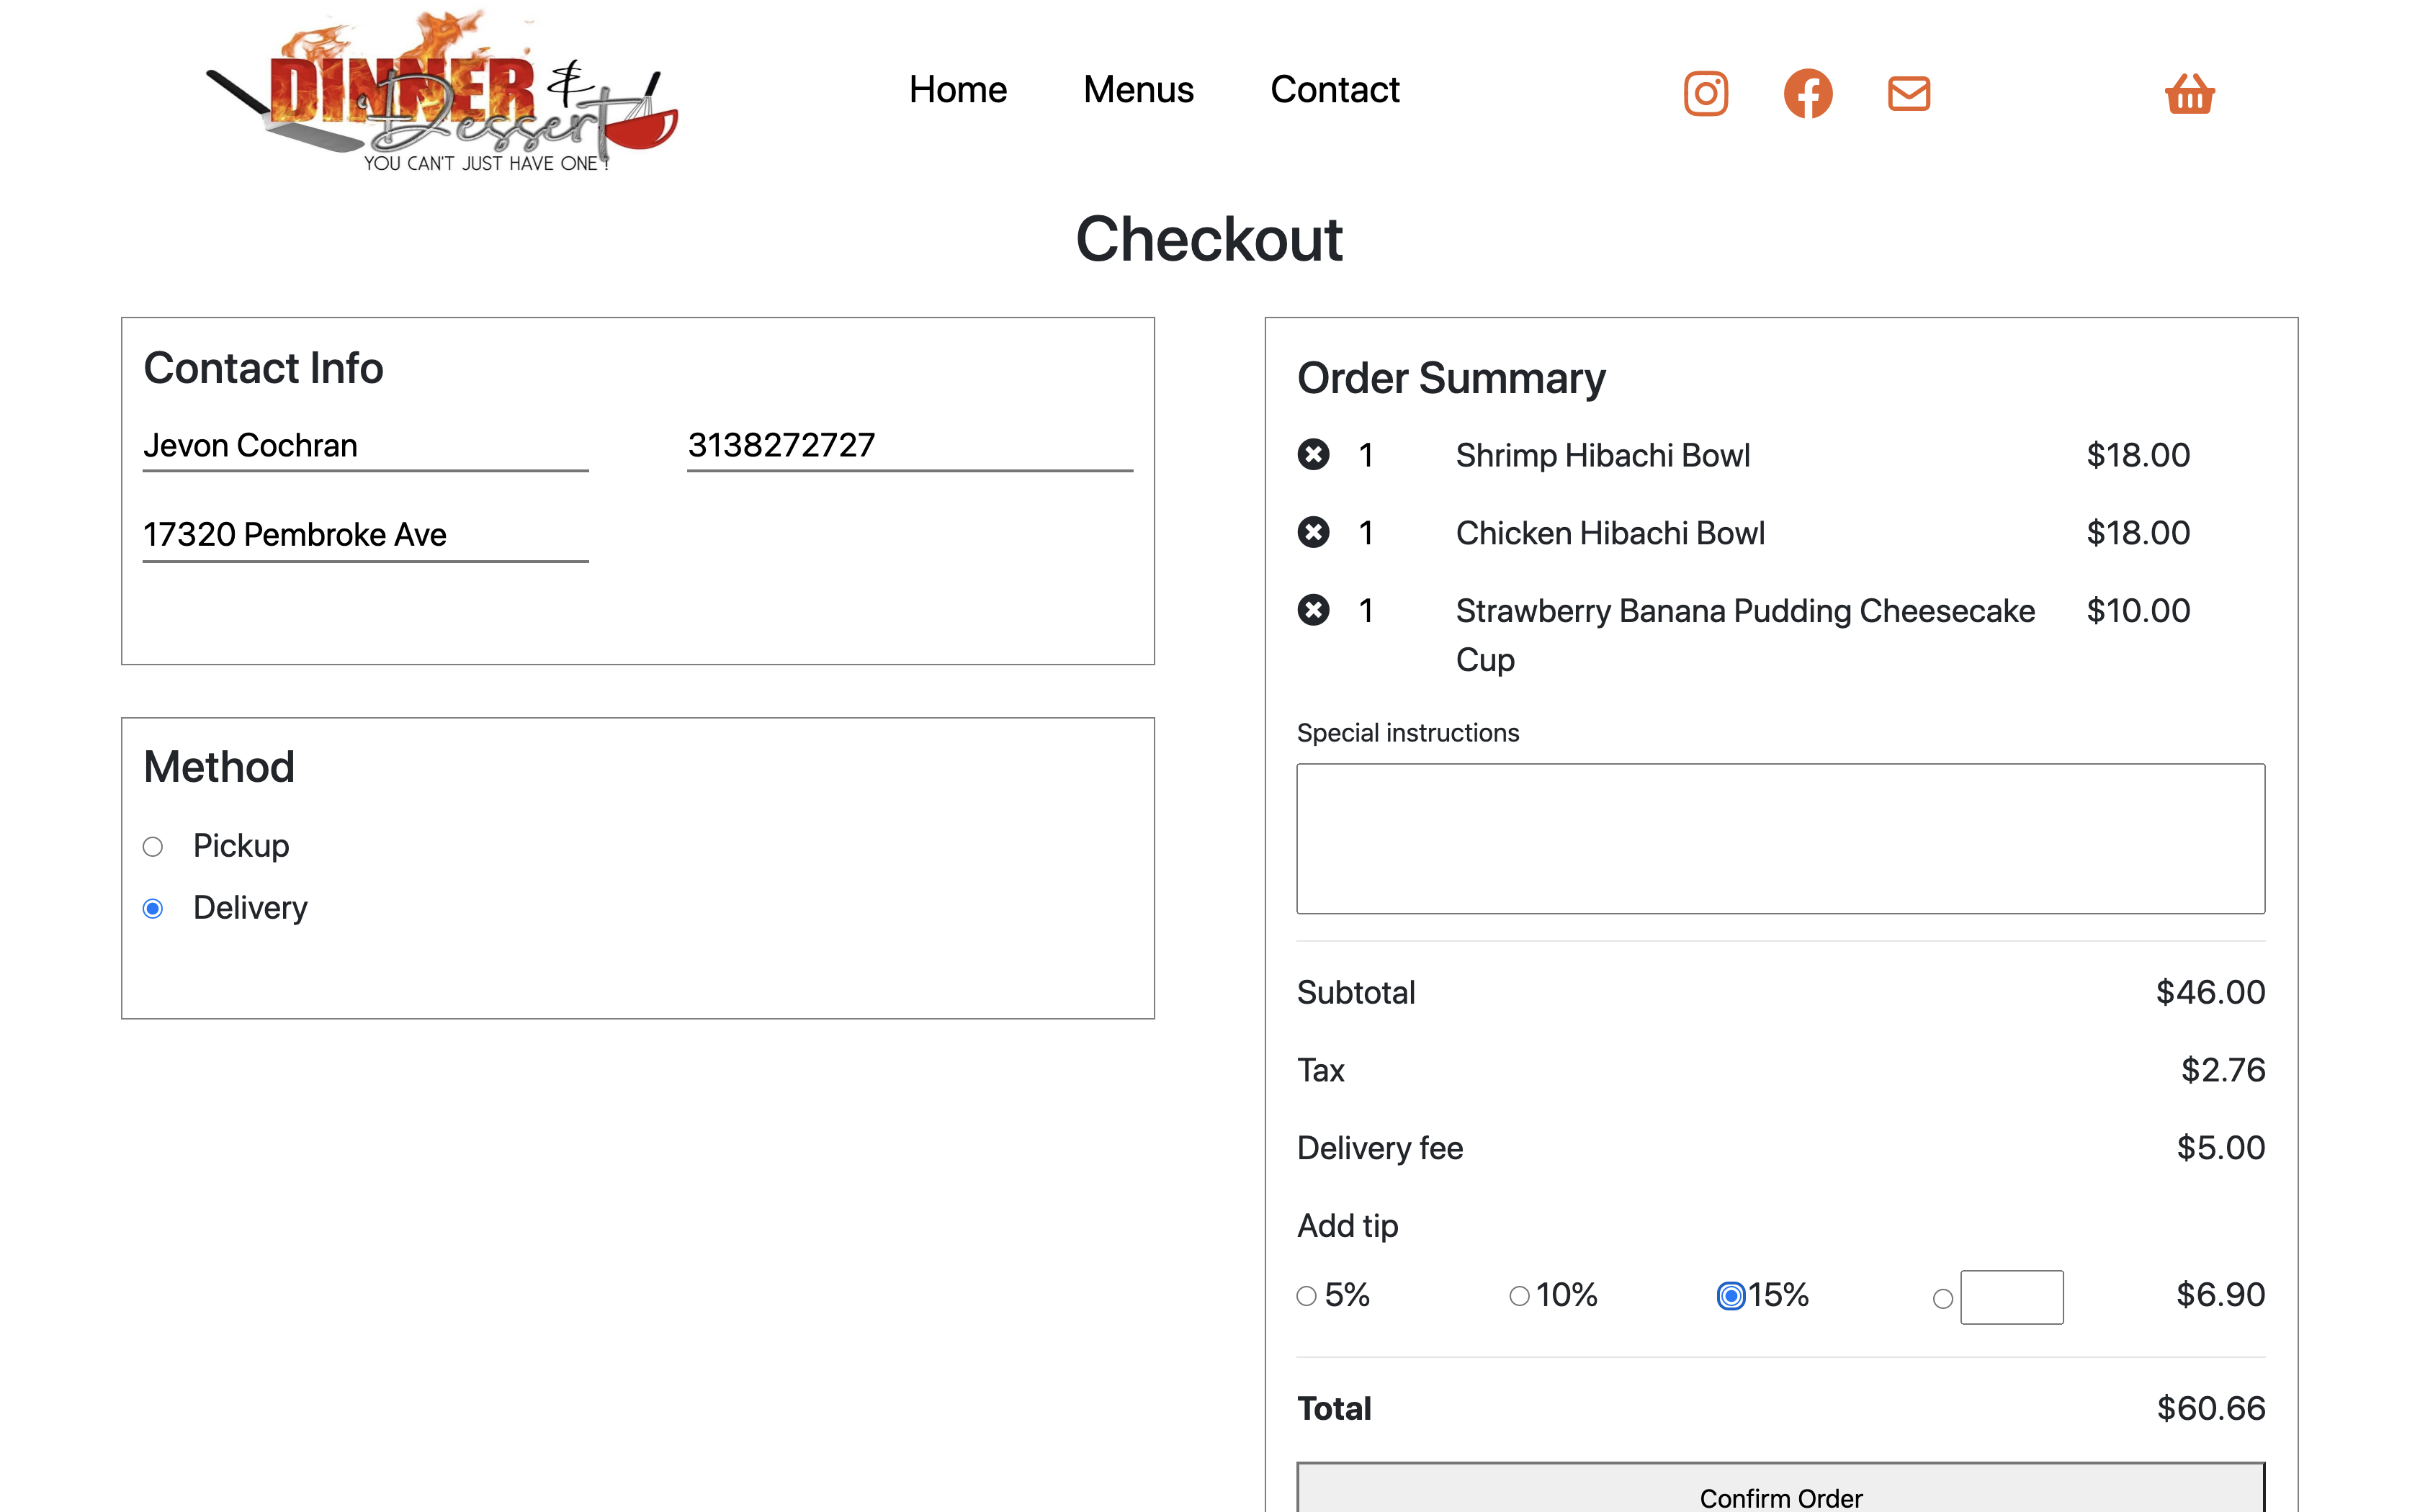 DINNER &
Dessert
YOU CAN'T JUST HAVE ONE!
Home Menus Contact
Checkout
Contact Info
Jevon Cochran 3138272727
17320 Pembroke Ave
Method
Pickup
Delivery
Order Summary
1 Shrimp Hibachi Bowl $18.00
1 Chicken Hibachi Bowl $18.00
1 Strawberry Banana Pudding Cheesecake $10.00
Cup
Special instructions
Subtotal $46.00
Tax $2.76
Delivery fee $5.00
Add tip
5% 10% 15% $6.90
Total $60.66
Confirm Order